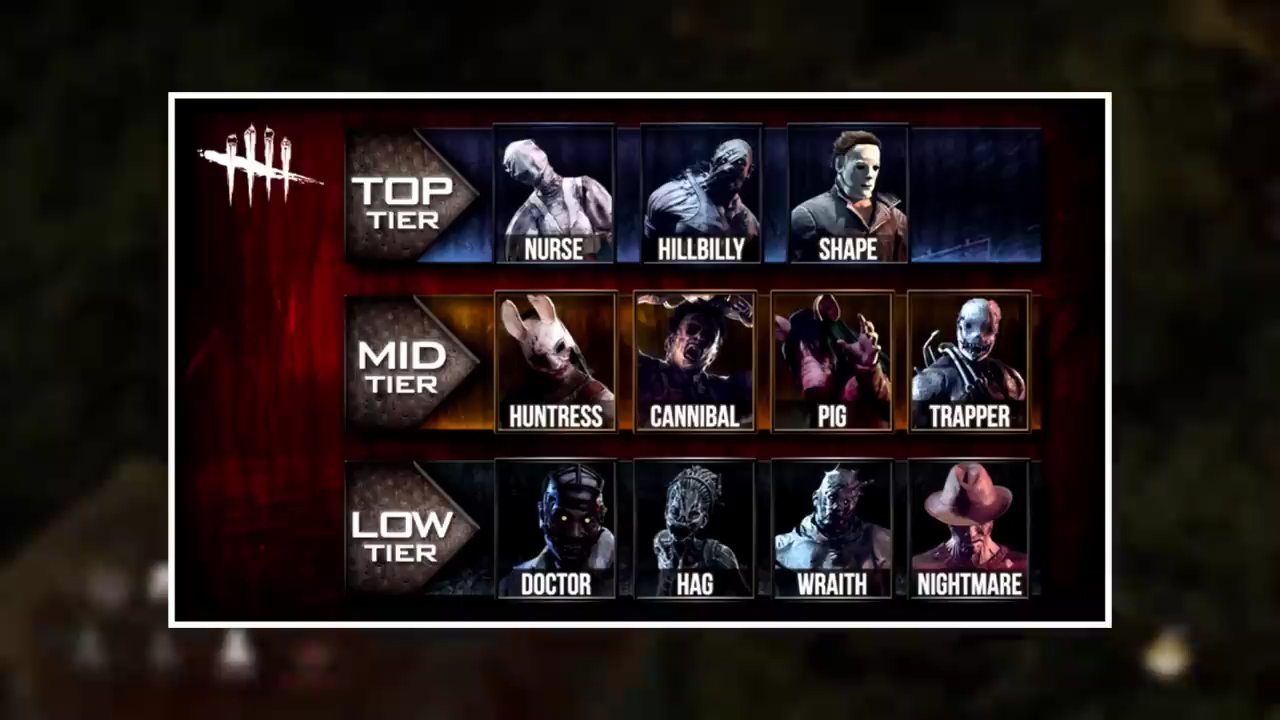 TOP
TIER
NURSE
HILLBILLY
SHAPE
MID
TIER
HUNTRESS
CANNIBAL
PIG
TRAPPER
LOW
TIER
DOCTOR
HAG
WRAITH
NIGHTMARE